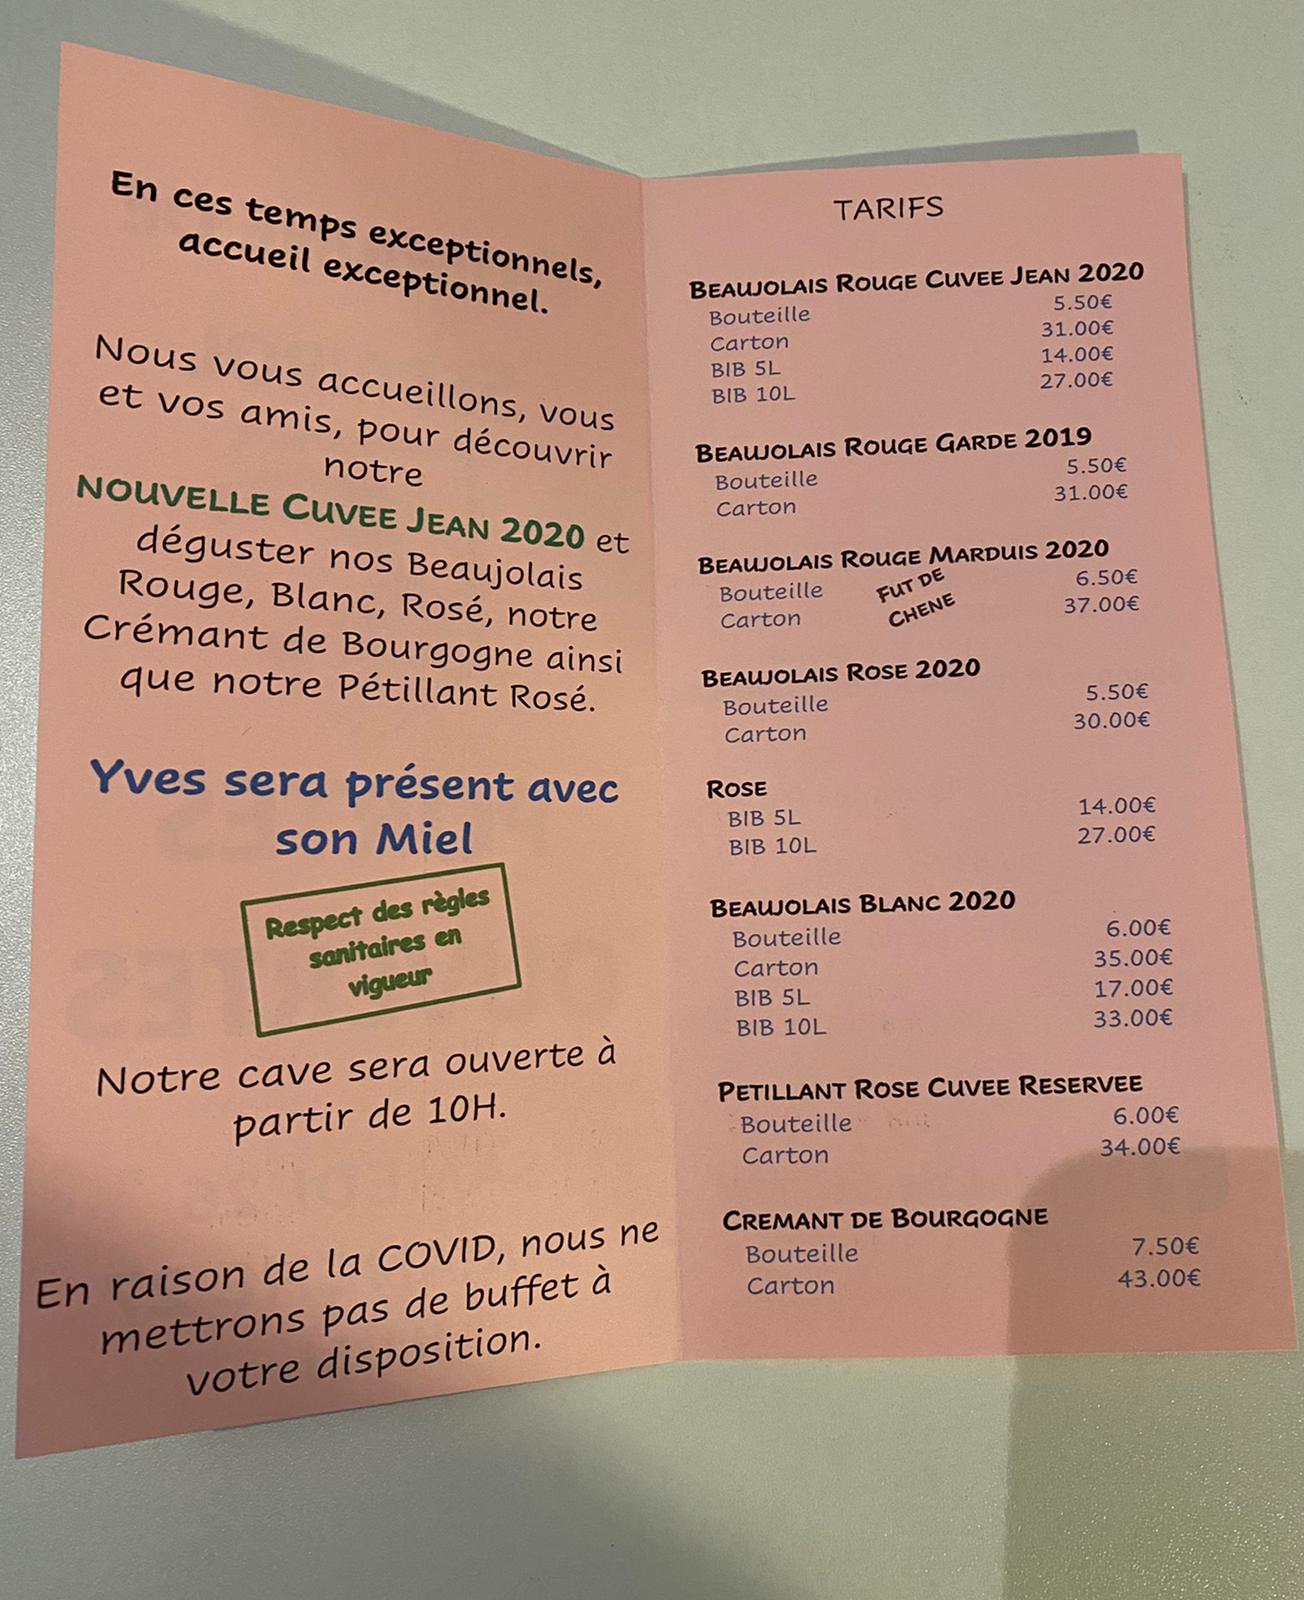 En ces temps exceptionnels,
accueil exceptionnel.
Nous vous accueillons, vous
et vos amis, pour découvrir
notre
NOUVELLE CUVEE JEAN 2020 et
déguster nos Beaujolais
Rouge, Blanc, Rosé, notre
Crémant de Bourgogne ainsi
que notre Pétillant Rosé.
Yves sera présent avec
son Miel
Respect des règles
sanitaires en
vigueur
Notre cave sera ouverte à
partir de 10H.
En raison de la COVID, nous ne
mettrons pas de buffet à
votre disposition.
TARIFS
BEAUJOLAIS ROUGE CUVEE JEAN 2020
Bouteille 5.50€
Carton 31.00€
BIB 5L 14.00€
BIB 10L 27.00€
BEAUJOLAIS ROUGE GARDE 2019
Bouteille 5.50€
Carton 31.00€
BEAUJOLAIS ROUGE MARDUIS 2020
Bouteille FUT DE 6.50€
Carton CHENE 37.00€
BEAUJOLAIS ROSE 2020
Bouteille 5.50€
Carton 30.00€
ROSE
BIB 5L 14.00€
BIB 10L 27.00€
BEAUJOLAIS BLANC 2020
Bouteille 6.00€
Carton 35.00€
BIB 5L 17.00€
BIB 10L 33.00€
PETILLANT ROSE CUVEE RESERVEE
Bouteille 6.00€
Carton 34.00€
CREMANT DE BOURGOGNE
Bouteille 7.50€
Carton 43.00€